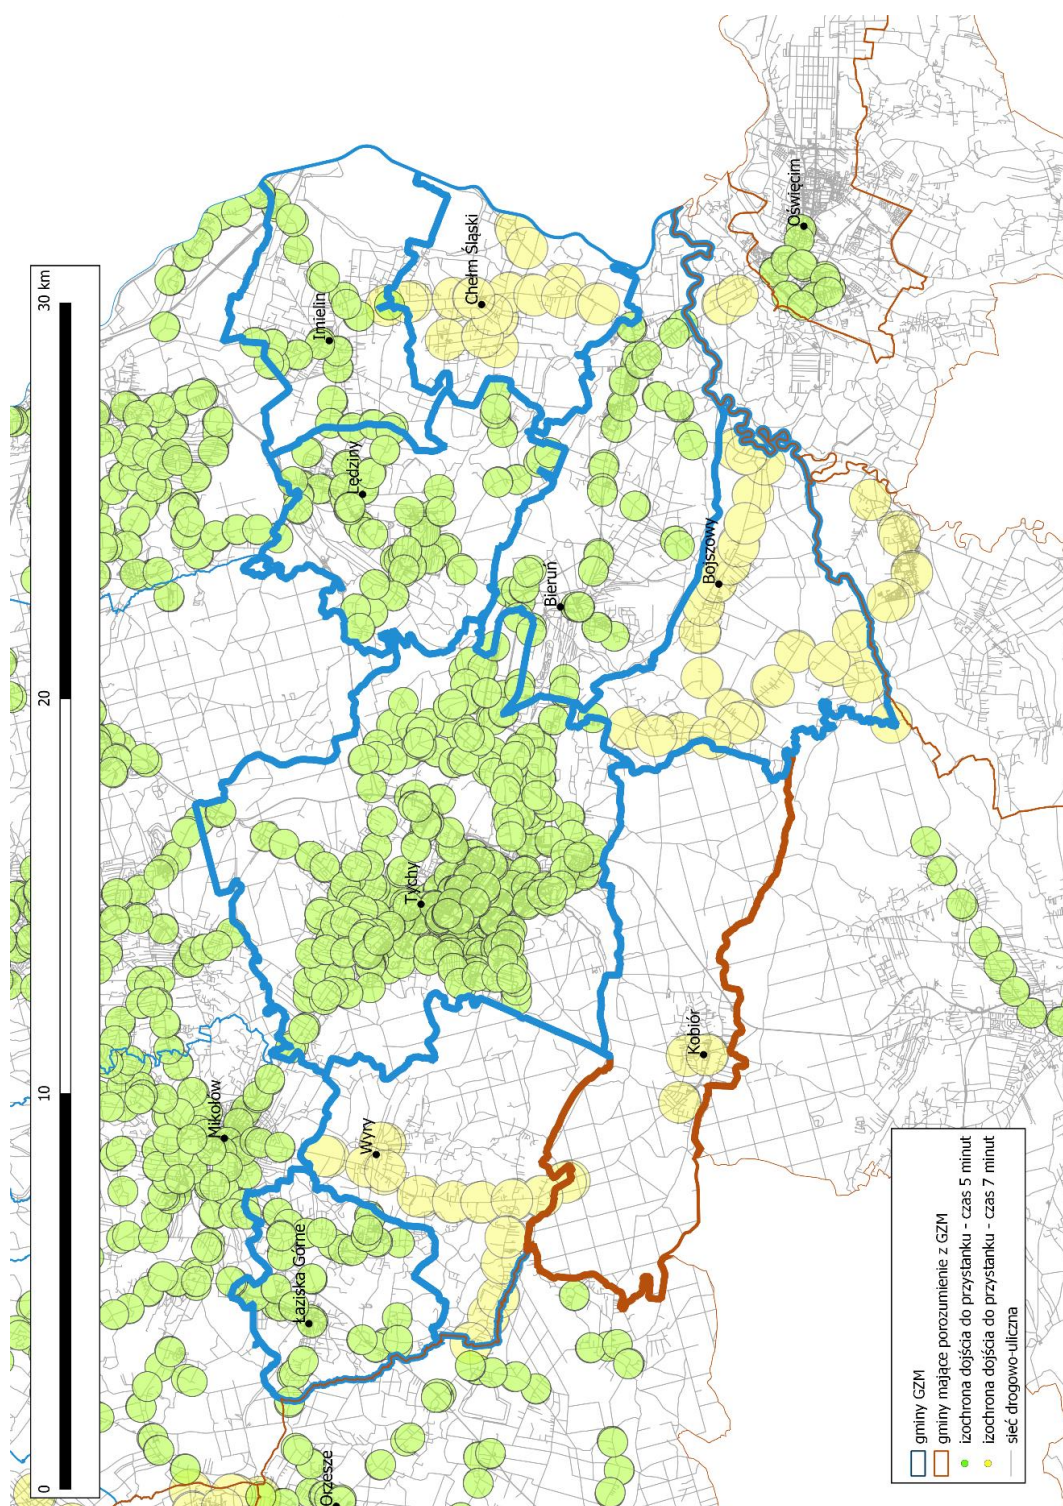 0
10
20
30 km
Oświęcim
Chełm Śląski
Imielin
Lędziny
Bojszowy
Bieruń
Tychy
Kobiór
Mikołów
Wyry
Łaziska Górne
Orzesze
gminy GZM
gminy mające porozumienie z GZM
izochrona dojścia do przystanku - czas 5 minut
izochrona dojścia do przystanku - czas 7 minut
sieć drogowo-uliczna